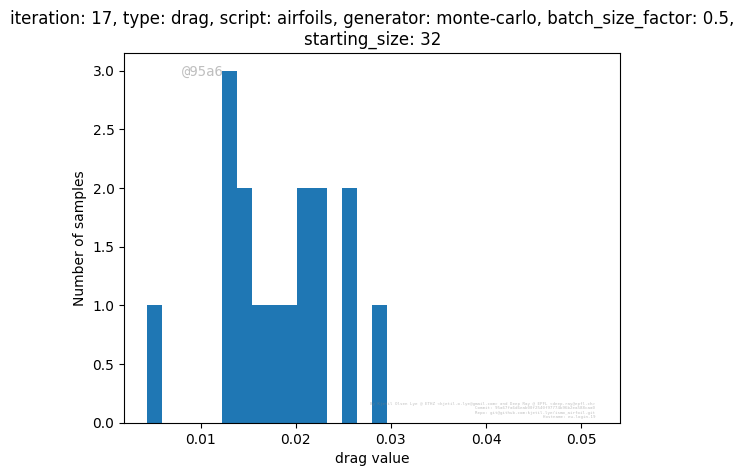 iteration: 17, type: drag, script: airfoils, generator: monte-carlo, batch_size_factor: 0.5,
starting_size: 32
@95a6
3.0
2.5
2.0
1.5
1.0
0.5
0.0
Number of samples
0.01
0.02
0.03
0.04
0.05
drag value